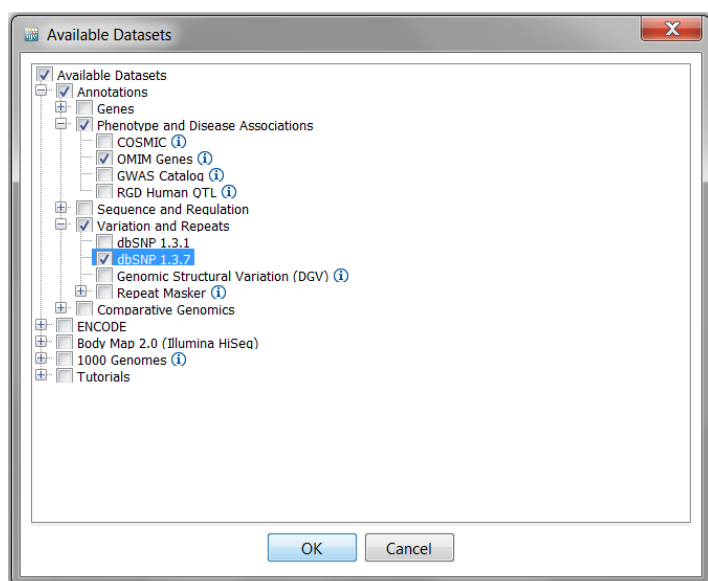 Available Datasets
Available Datasets
Annotations
Genes
Phenotype and Disease Associations
COSMIC
OMIM Genes
GWAS Catalog
RGD Human QTL
Sequence and Regulation
Variation and Repeats
dbSNP 1.3.1
dbSNP 1.3.7
Genomic Structural Variation (DGV)
Repeat Masker
Comparative Genomics
ENCODE
Body Map 2.0 (Illumina HiSeq)
1000 Genomes
Tutorials
OK Cancel